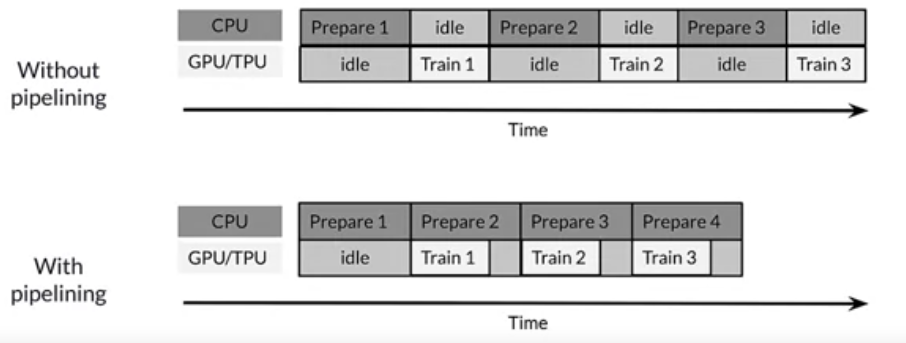 CPU Prepare 1 idle Prepare 2 idle Prepare 3 idle
GPU/TPU idle Train 1 idle Train 2 idle Train 3
Without
pipelining
Time
CPU Prepare 1 Prepare 2 Prepare 3 Prepare 4
GPU/TPU idle Train 1 Train 2 Train 3
With
pipelining
Time